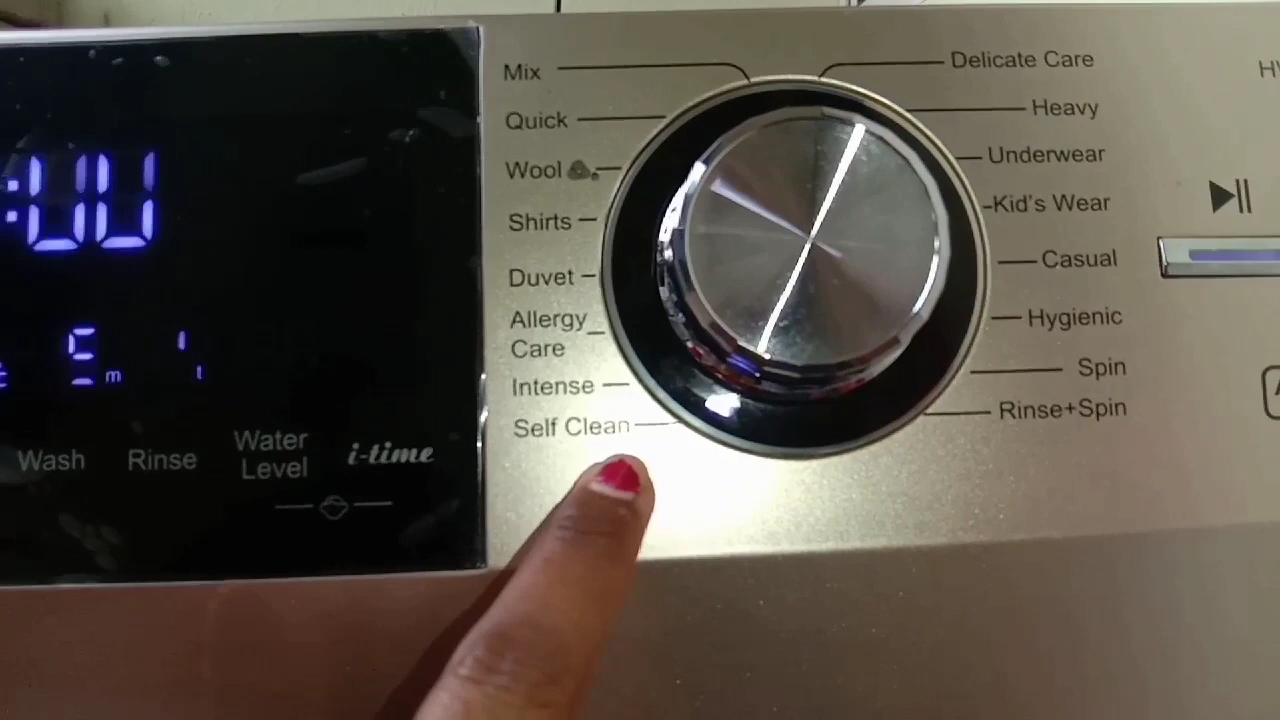 Mix
Quick
Wool
Shirts
Duvet
Allergy
Care
Intense
Self Clean
Delicate Care
Heavy
Underwear
Kid's Wear
Casual
Hygienic
Spin
Rinse+Spin
:00
m
t
Wash
Rinse
Water
Level
i-time